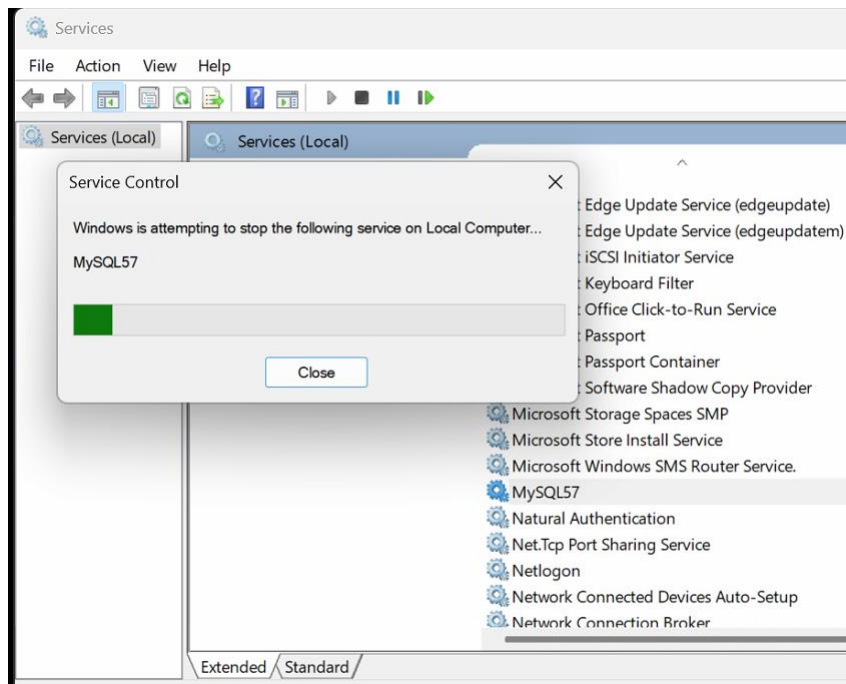 Services
File Action View Help
Services (Local)
Services (Local)
Service Control
Windows is attempting to stop the following service on Local Computer...
MySQL57
Close
Edge Update Service (edgeupdate)
Edge Update Service (edgeupdatem)
iSCSI Initiator Service
Keyboard Filter
Office Click-to-Run Service
Passport
Passport Container
Software Shadow Copy Provider
Microsoft Storage Spaces SMP
Microsoft Store Install Service
Microsoft Windows SMS Router Service.
MySQL57
Natural Authentication
Net.Tcp Port Sharing Service
Netlogon
Network Connected Devices Auto-Setup
Network Connection Broker
Extended Standard